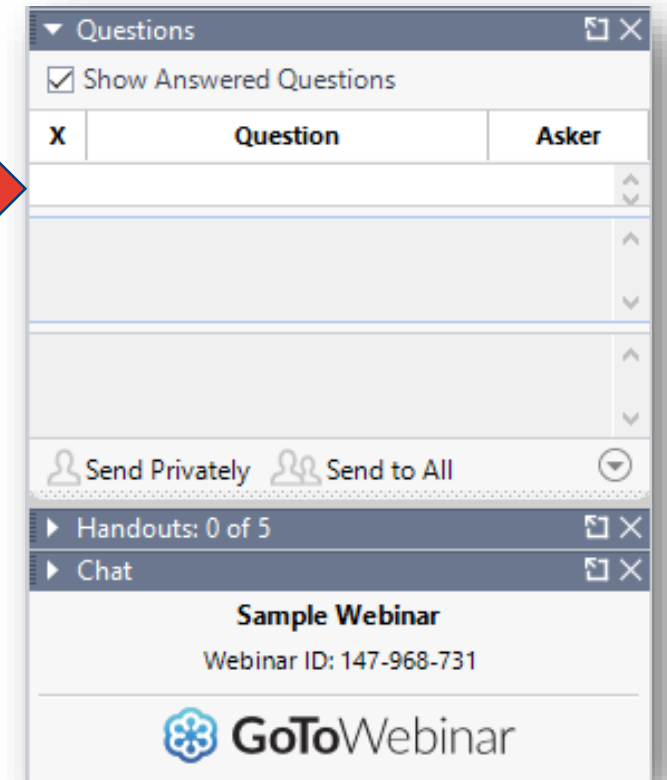 Questions
Show Answered Questions
X Question Asker
Send Privately Send to All
Handouts: 0 of 5
Chat
Sample Webinar
Webinar ID: 147-968-731
GoToWebinar